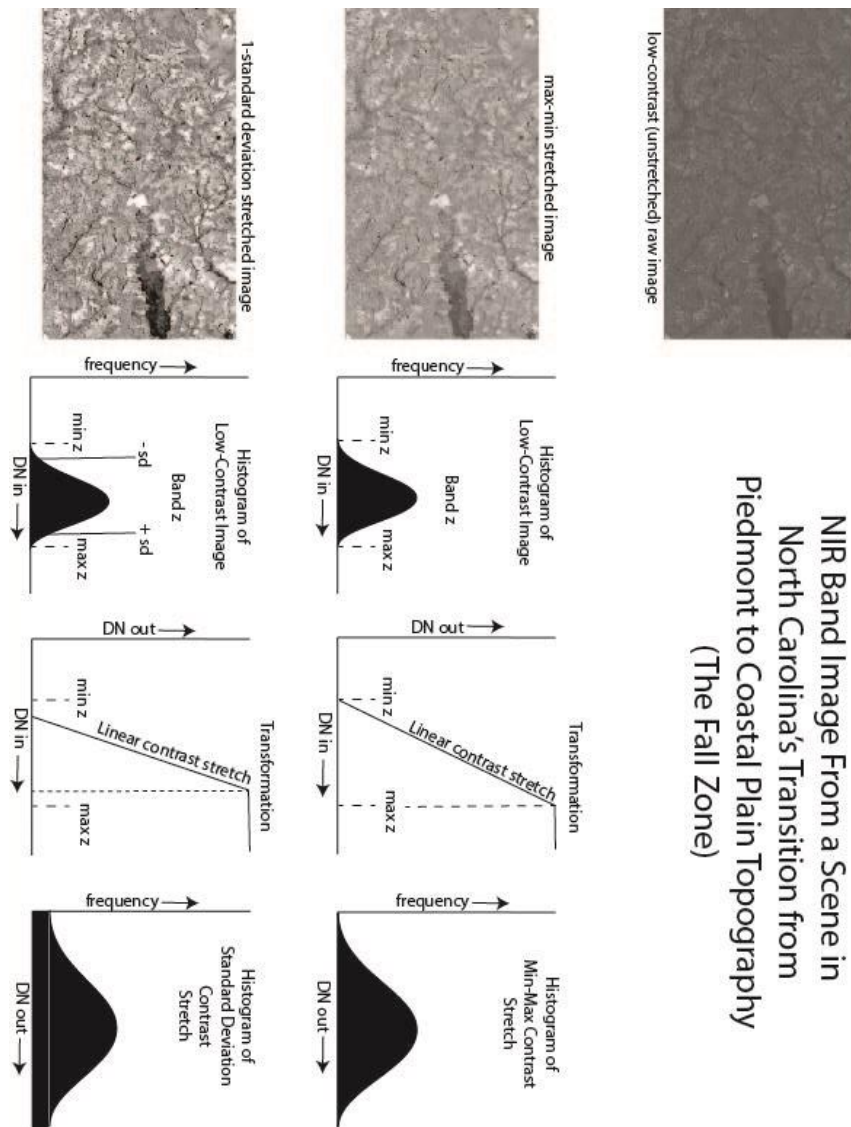 NIR Band Image From a Scene in
North Carolina's Transition from
Piedmont to Coastal Plain Topography
(The Fall Zone)
low-contrast (unstretched) raw image
max-min stretched image
Histogram of
Low-Contrast Image
Band z
min z
max z
frequency
DN in
Transformation
Linear contrast stretch
min z
max z
DN out
DN in
Histogram of
Min-Max Contrast
Stretch
frequency
DN out
1-standard deviation stretched image
Histogram of
Low-Contrast Image
Band z
- sd
+ sd
min z
max z
frequency
DN in
Transformation
Linear contrast stretch
min z
max z
DN out
DN in
Histogram of
Standard Deviation
Contrast
Stretch
frequency
DN out